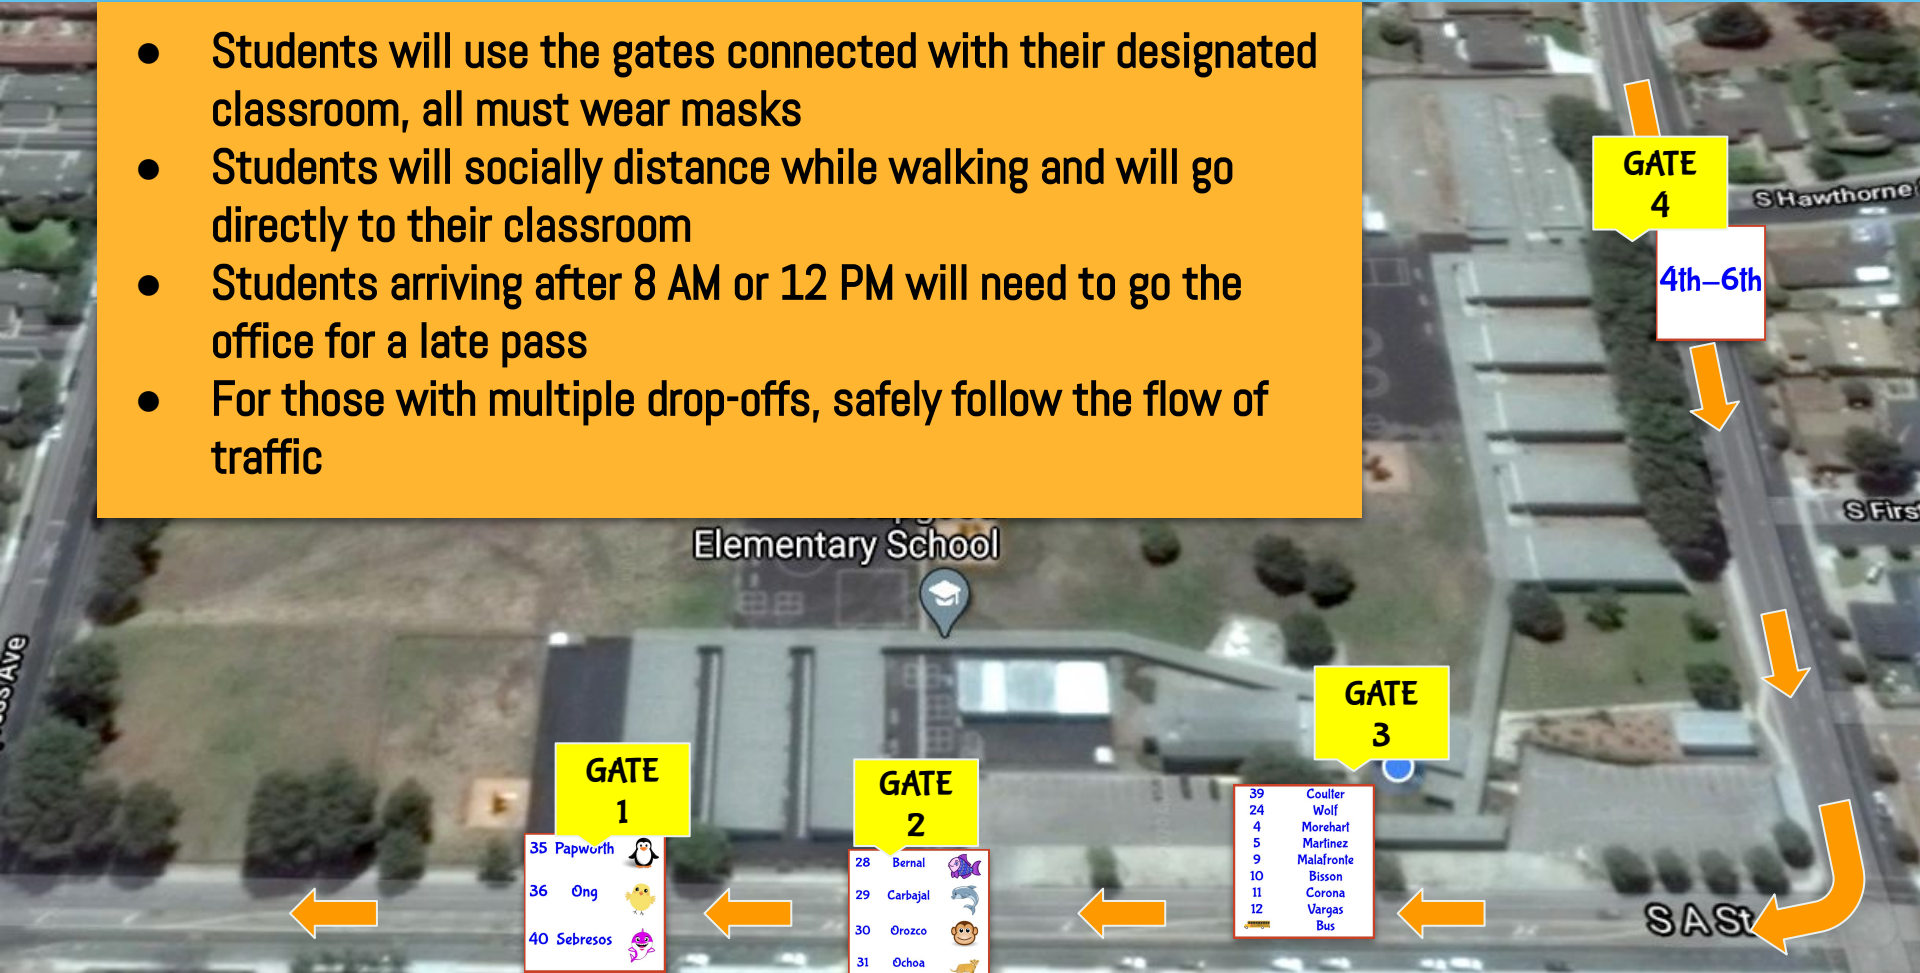 ● Students will use the gates connected with their designated
classroom, all must wear masks
● Students will socially distance while walking and will go
directly to their classroom
● Students arriving after 8 AM or 12 PM will need to go the
office for a late pass
● For those with multiple drop-offs, safely follow the flow of
traffic
GATE
4
S Hawthorne
4th–6th
S First
Elementary School
GATE
3
39 Coulter
24 Wolf
4 Morehart
5 Martinez
9 Malafronte
10 Bisson
11 Corona
12 Vargas
Bus
GATE
1
35 Papworth
36 Ong
40 Sebresos
GATE
2
28 Bernal
29 Carbajal
30 Orozco
31 Ochoa
S A St
Ave